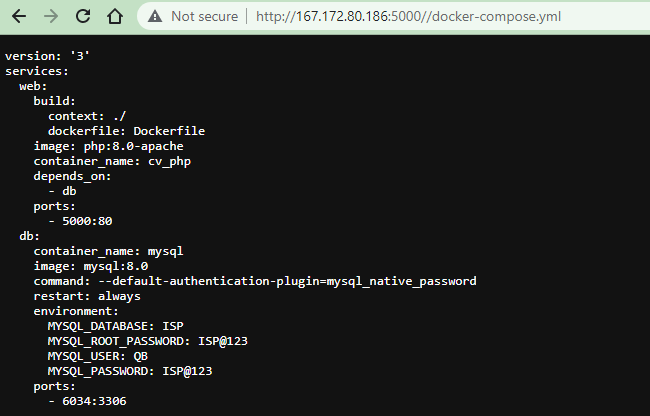 Not secure | http://167.172.80.186:5000//docker-compose.yml
version: '3'
services:
  web:
    build:
      context: ./
      dockerfile: Dockerfile
    image: php:8.0-apache
    container_name: cv_php
    depends_on:
      - db
    ports:
      - 5000:80
  db:
    container_name: mysql
    image: mysql:8.0
    command: --default-authentication-plugin=mysql_native_password
    restart: always
    environment:
      MYSQL_DATABASE: ISP
      MYSQL_ROOT_PASSWORD: ISP@123
      MYSQL_USER: QB
      MYSQL_PASSWORD: ISP@123
    ports:
      - 6034:3306